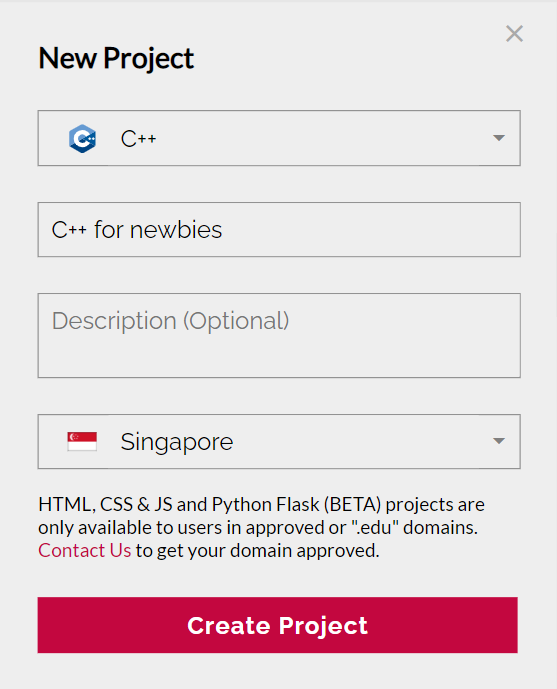 New Project
C++
C++ for newbies
Description (Optional)
Singapore
HTML, CSS & JS and Python Flask (BETA) projects are
only available to users in approved or ".edu" domains.
Contact Us to get your domain approved.
Create Project